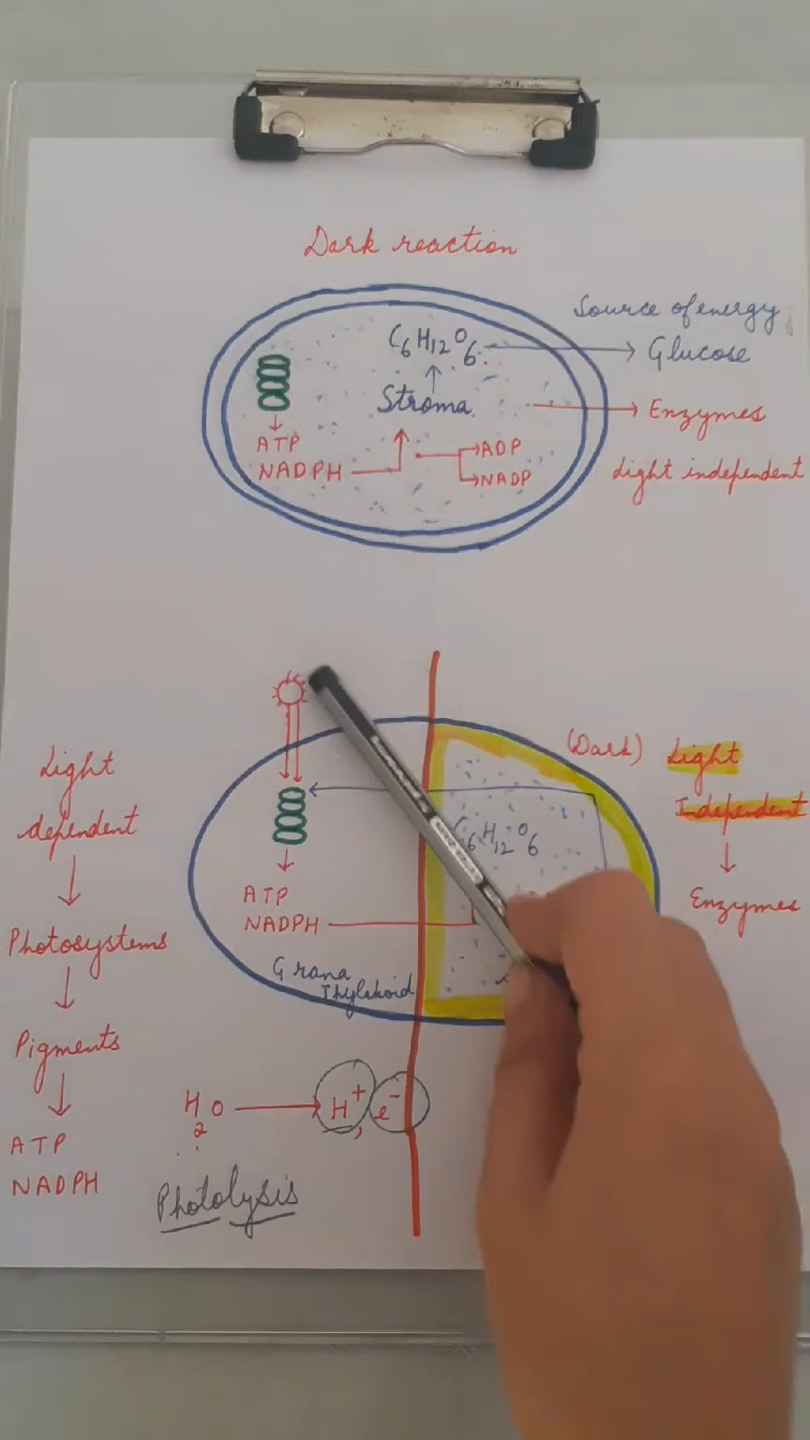 Dark reaction
Source of energy
C6H12O6
Glucose
Stroma
Enzymes
ATP
ADP
NADPH
NADP
Light independent
(Dark) Light
Independent
Enzymes
Light
dependent
Photosystems
Pigments
ATP
NADPH
C6H12O6
ATP
NADPH
Grana
Thylakoid
H2O
H+, e-
Photolysis